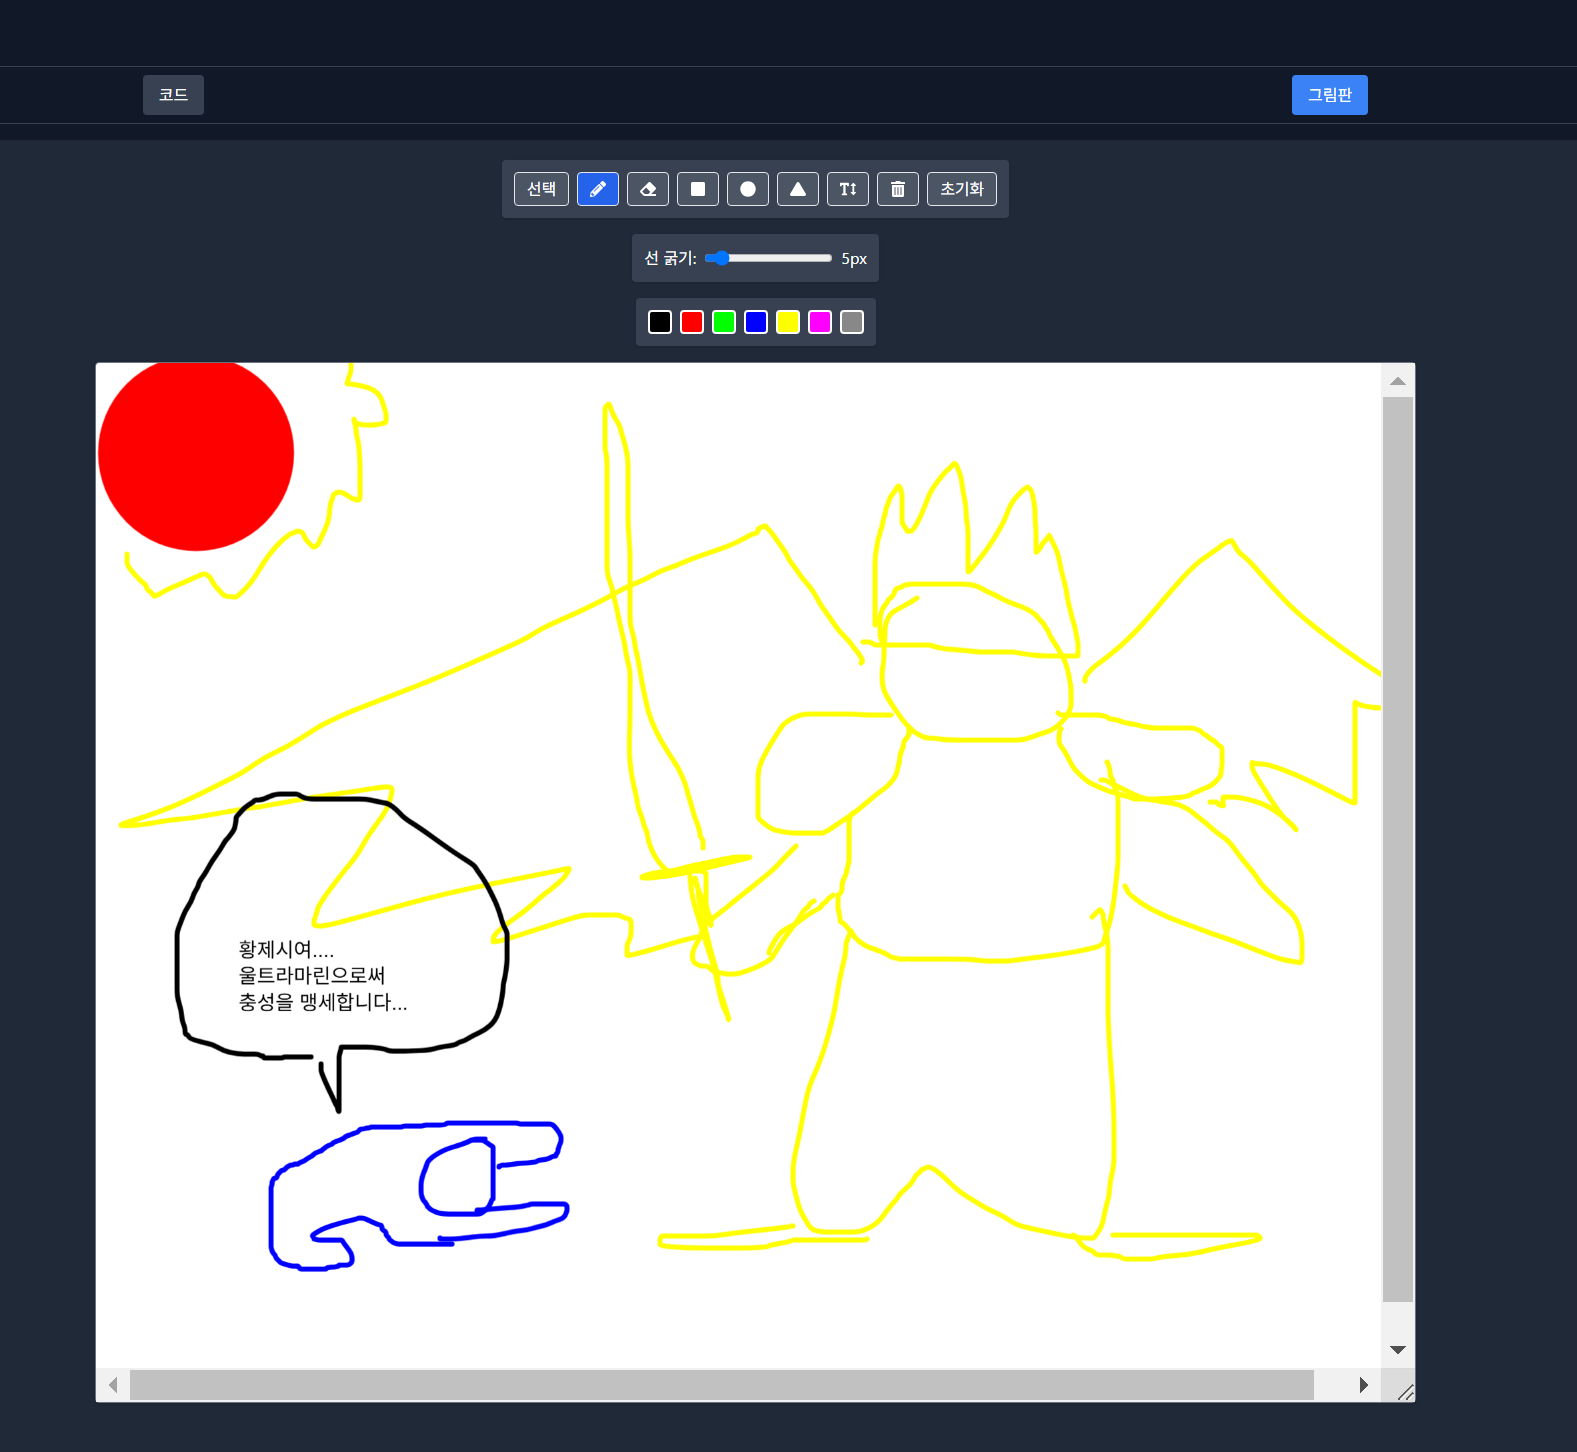 코드
그림판
선택
T
초기화
선 굵기: 5px
황제시여....
울트라마린으로써
충성을 맹세합니다...